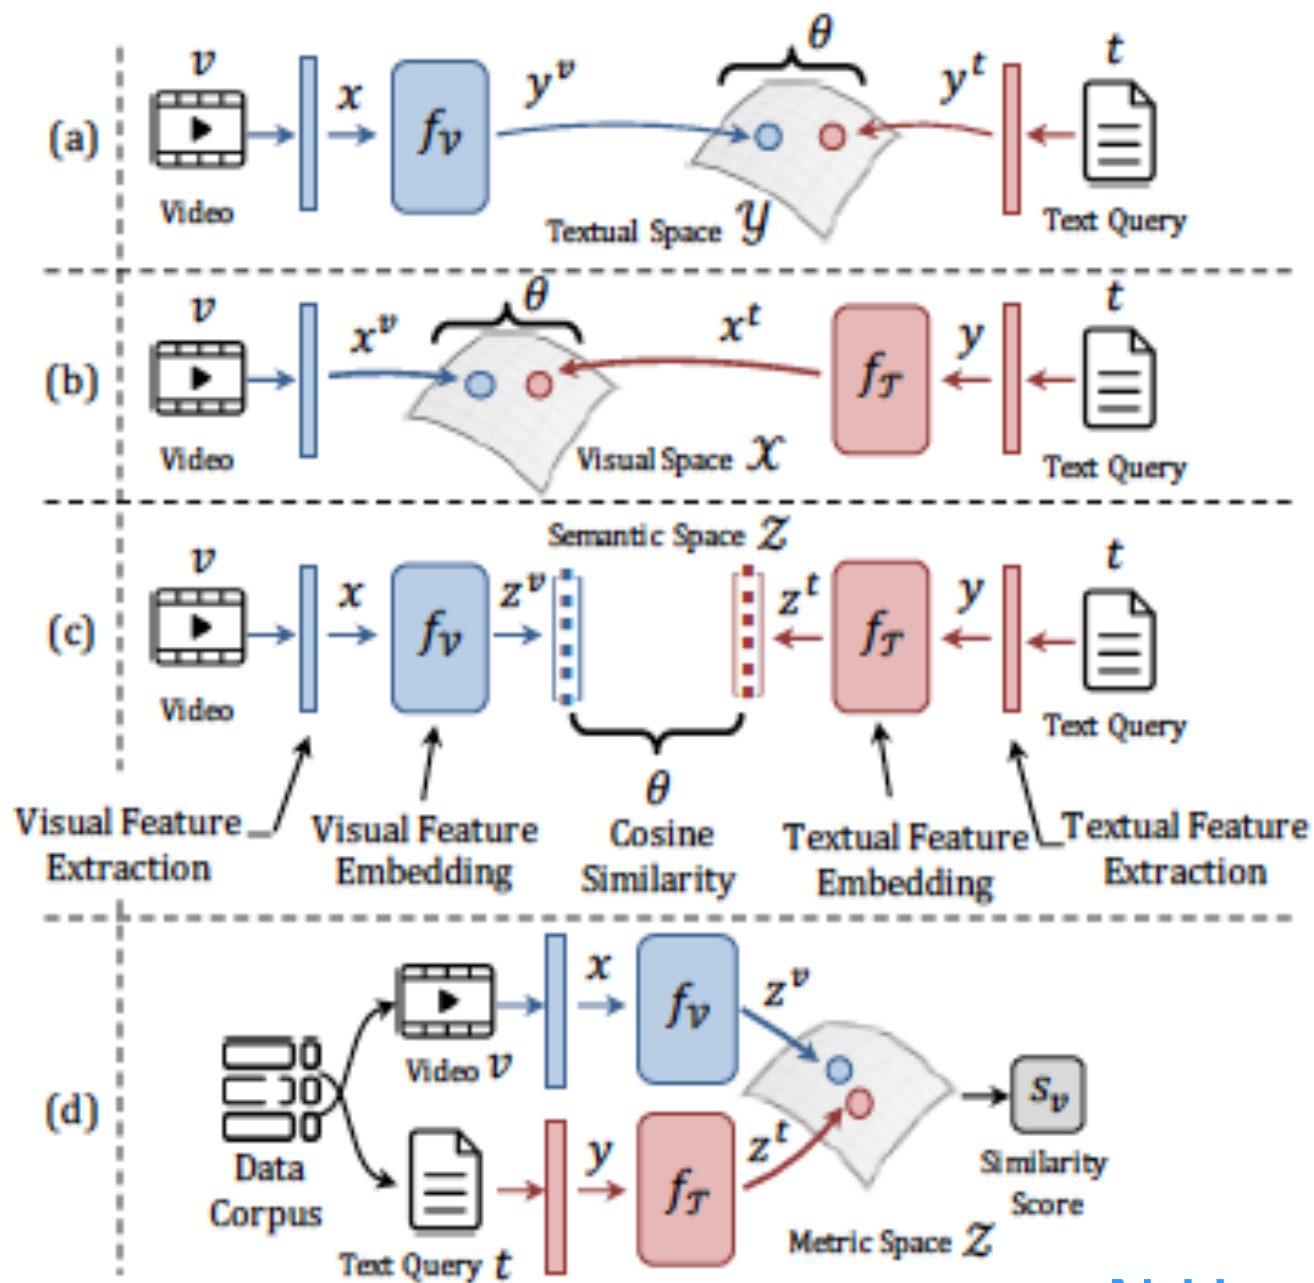 (a)
v
Video
x
f_𝒱
y^v
θ
Textual Space 𝒴
y^t
t
Text Query
(b)
v
Video
x^v
θ
Visual Space 𝒳
x^t
f_𝒯
y
t
Text Query
(c)
v
Video
x
f_𝒱
z^v
Semantic Space 𝒵
z^t
f_𝒯
y
t
Text Query
Visual Feature
Extraction
Visual Feature
Embedding
θ
Cosine
Similarity
Textual Feature
Embedding
Textual Feature
Extraction
(d)
Data
Corpus
Video v
x
f_𝒱
z^v
Text Query t
y
f_𝒯
z^t
Metric Space 𝒵
S_v
Similarity
Score